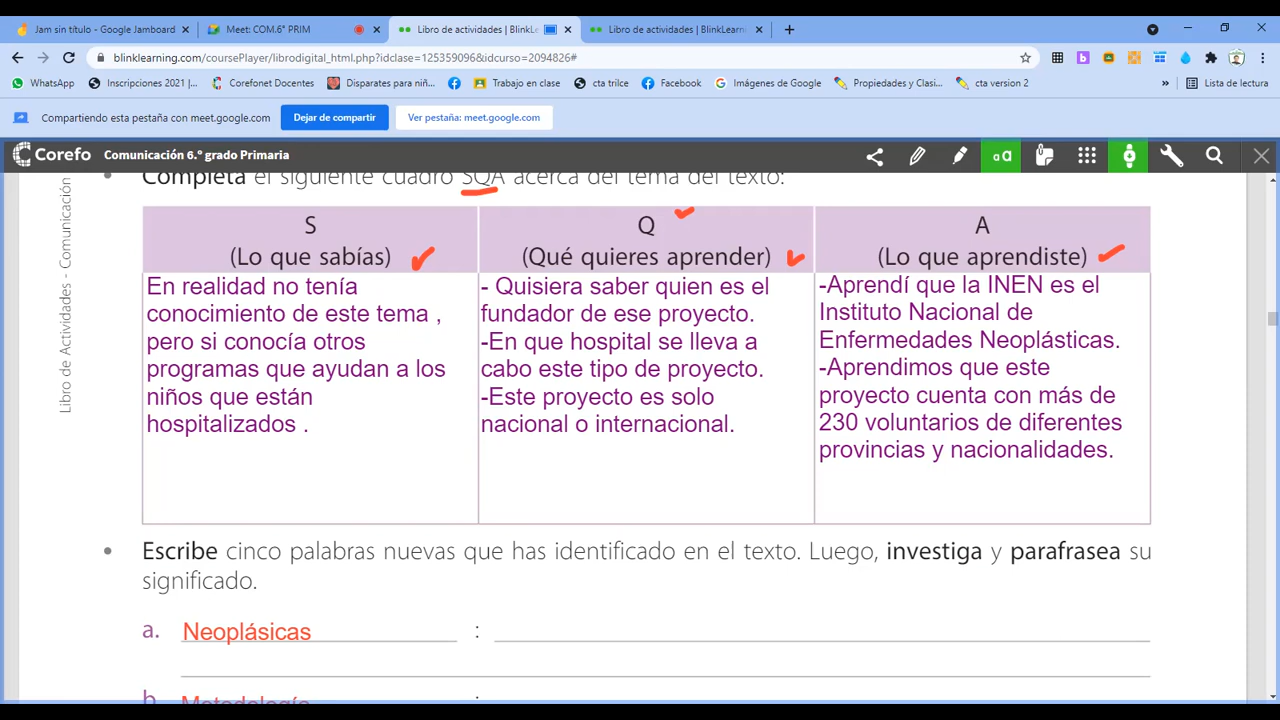 Jam sin título - Google Jamboard
Meet: COM.6° PRIM
Libro de actividades | BlinkLe
Libro de actividades | BlinkLearni
blinklearning.com/coursePlayer/librodigital_html.php?idclase=125359096&idcurso=2094826#
WhatsApp
Inscripciones 2021 |...
Corefonet Docentes
Disparates para niñ...
Trabajo en clase
cta trilce
Facebook
Imágenes de Google
Propiedades y Clasi...
cta version 2
»
Lista de lectura
Compartiendo esta pestaña con meet.google.com
Dejar de compartir
Ver pestaña: meet.google.com
Corefo
Comunicación 6.º grado Primaria
Libro de Actividades - Comunicación
• Completa el siguiente cuadro SQA acerca del tema del texto:
S
(Lo que sabías)
En realidad no tenía
conocimiento de este tema ,
pero si conocía otros
programas que ayudan a los
niños que están
hospitalizados .
Q
(Qué quieres aprender)
- Quisiera saber quien es el
fundador de ese proyecto.
-En que hospital se lleva a
cabo este tipo de proyecto.
-Este proyecto es solo
nacional o internacional.
A
(Lo que aprendiste)
-Aprendí que la INEN es el
Instituto Nacional de
Enfermedades Neoplásticas.
-Aprendimos que este
proyecto cuenta con más de
230 voluntarios de diferentes
provincias y nacionalidades.
• Escribe cinco palabras nuevas que has identificado en el texto. Luego, investiga y parafrasea su
significado.
a. Neoplásicas :
b. Metodología :